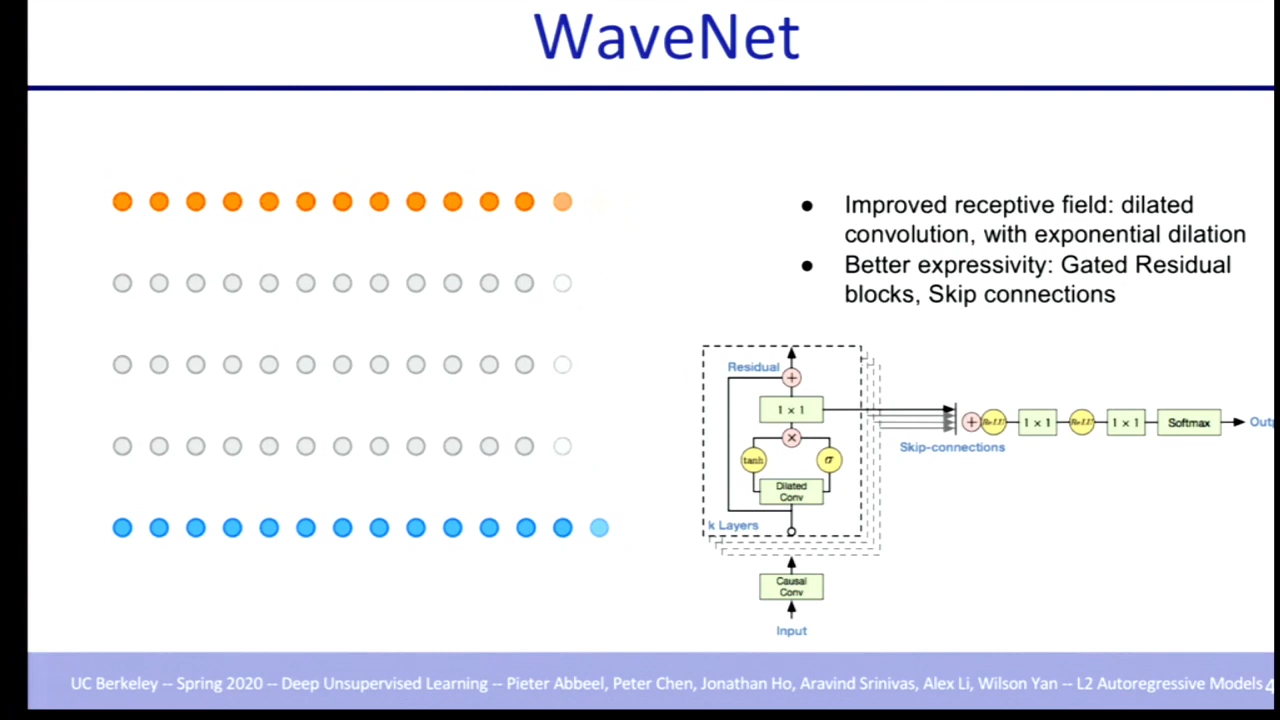 WaveNet
● Improved receptive field: dilated
convolution, with exponential dilation
● Better expressivity: Gated Residual
blocks, Skip connections
Residual
+
1 × 1
×
tanh
σ
Dilated
Conv
k Layers
Causal
Conv
Input
Skip-connections
+
ReLU
1 × 1
ReLU
1 × 1
Softmax
UC Berkeley -- Spring 2020 -- Deep Unsupervised Learning -- Pieter Abbeel, Peter Chen, Jonathan Ho, Aravind Srinivas, Alex Li, Wilson Yan -- L2 Autoregressive Models